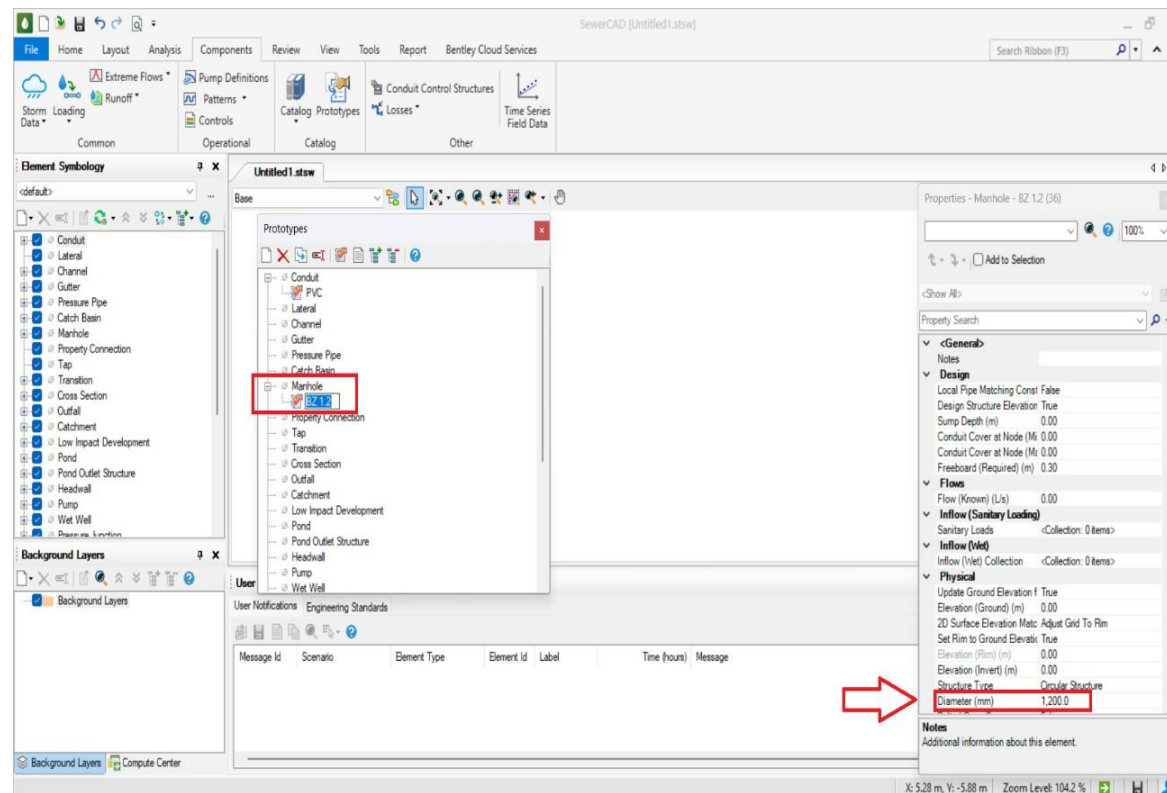 SewerCAD [Untitled1.stsw]
File Home Layout Analysis Components Review View Tools Report Bentley Cloud Services Search Ribbon (F3)
Storm Data Loading Extreme Flows Runoff
Common
Pump Definitions
Patterns
Controls
Operational
Catalog Prototypes
Catalog
Conduit Control Structures
Losses
Time Series Field Data
Other
Element Symbology
<default>
...
Conduit
Lateral
Channel
Gutter
Pressure Pipe
Catch Basin
Manhole
Property Connection
Tap
Transition
Cross Section
Outfall
Catchment
Low Impact Development
Pond
Pond Outlet Structure
Headwall
Pump
Wet Well
Pressure Junction
Background Layers
Background Layers
Background Layers Compute Center
Untitled1.stsw
Base
Prototypes
Conduit
PVC
Lateral
Channel
Gutter
Pressure Pipe
Catch Basin
Manhole
BZ 1.2
Property Connection
Tap
Transition
Cross Section
Outfall
Catchment
Low Impact Development
Pond
Pond Outlet Structure
Headwall
Pump
Wet Well
User
User Notifications Engineering Standards
Message Id Scenario Element Type Element Id Label Time (hours) Message
Properties - Manhole - BZ 1.2 (36)
100%
Add to Selection
<Show All>
Property Search
<General>
Notes
Design
Local Pipe Matching Const False
Design Structure Elevation True
Sump Depth (m) 0.00
Conduit Cover at Node (Mi 0.00
Conduit Cover at Node (Ma 0.00
Freeboard (Required) (m) 0.30
Flows
Flow (Known) (L/s) 0.00
Inflow (Sanitary Loading)
Sanitary Loads <Collection: 0 items>
Inflow (Wet)
Inflow (Wet) Collection <Collection: 0 items>
Physical
Update Ground Elevation f True
Elevation (Ground) (m) 0.00
2D Surface Elevation Matc Adjust Grid To Rim
Set Rim to Ground Elevatic True
Elevation (Rim) (m) 0.00
Elevation (Invert) (m) 0.00
Structure Type Circular Structure
Diameter (mm) 1,200.0
Notes
Additional information about this element.
X: 5.28 m, Y: -5.88 m Zoom Level: 104.2 %